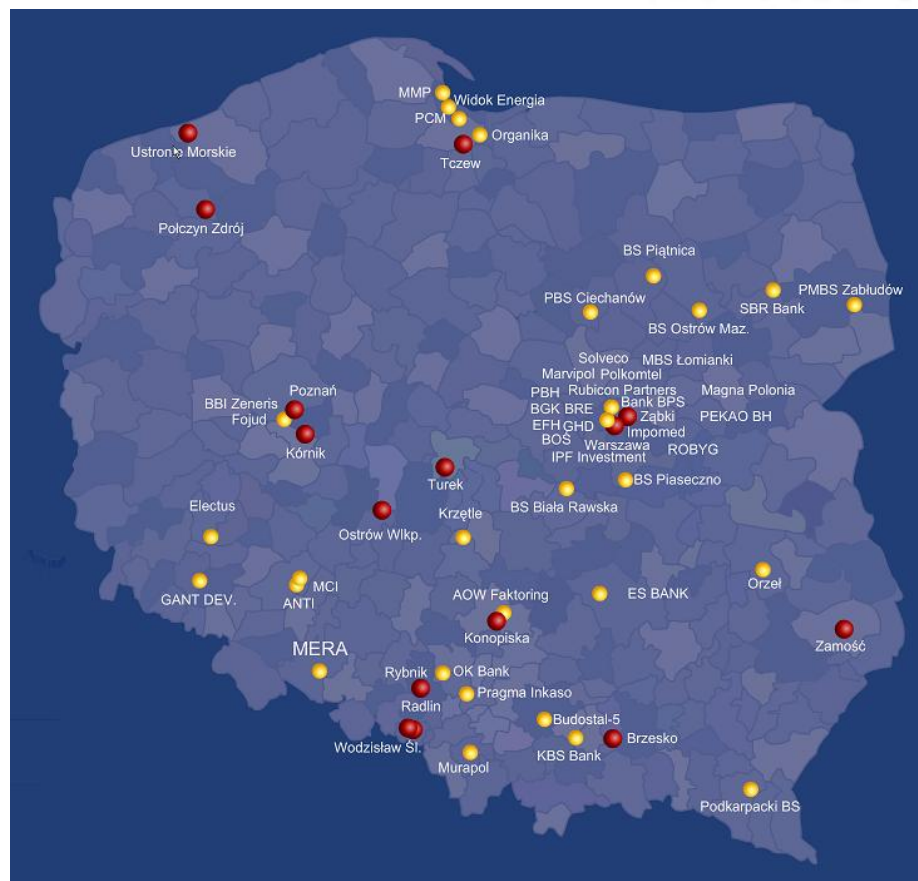 MMP
Widok Energia
PCM
Organika
Tczew
Ustronie Morskie
Połczyn Zdrój
BS Piątnica
PBS Ciechanów
SBR Bank
PMBS Zabłudów
BS Ostrów Maz.
Solveco
MBS Łomianki
Marvipol
Polkomtel
PBH
Rubicon Partners
Magna Polonia
BGK
BRE
Bank BPS
Ząbki
PEKAO BH
EFH
GHD
Impomed
BOŚ
Warszawa
ROBYG
IPF Investment
BS Piaseczno
BS Biała Rawska
Poznań
BBI Zeneris
Fojud
Kórnik
Turek
Krzętle
Ostrów Wlkp.
Electus
GANT DEV.
MCI
ANTI
AOW Faktoring
Konopiska
ES BANK
Orzeł
Zamość
MERA
Rybnik
OK Bank
Radlin
Pragma Inkaso
Wodzisław Śl.
Murapol
Budostal-5
KBS Bank
Brzesko
Podkarpacki BS